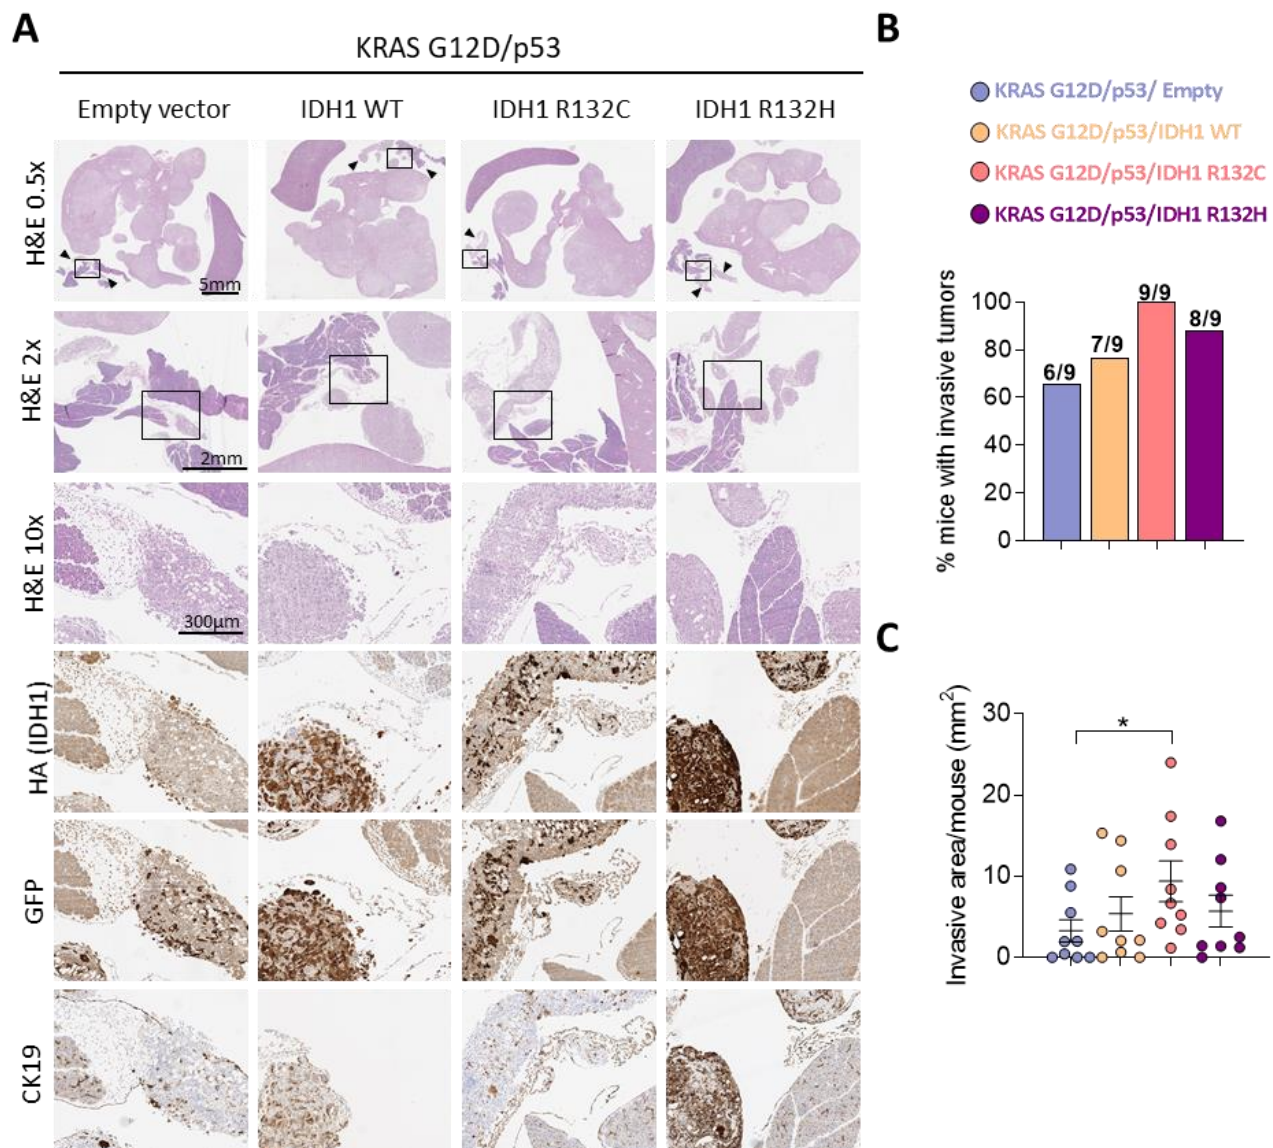 A
KRAS G12D/p53
Empty vector
IDH1 WT
IDH1 R132C
IDH1 R132H
H&E 0.5x
5mm
H&E 2x
2mm
H&E 10x
300µm
HA (IDH1)
GFP
CK19
B
KRAS G12D/p53/ Empty
KRAS G12D/p53/IDH1 WT
KRAS G12D/p53/IDH1 R132C
KRAS G12D/p53/IDH1 R132H
% mice with invasive tumors
100
80
60
40
20
0
6/9
7/9
9/9
8/9
C
Invasive area/mouse (mm²)
30
20
10
0
*